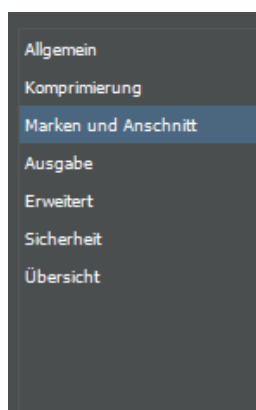 Allgemein
Komprimierung
Marken und Anschnitt
Ausgabe
Erweitert
Sicherheit
Übersicht